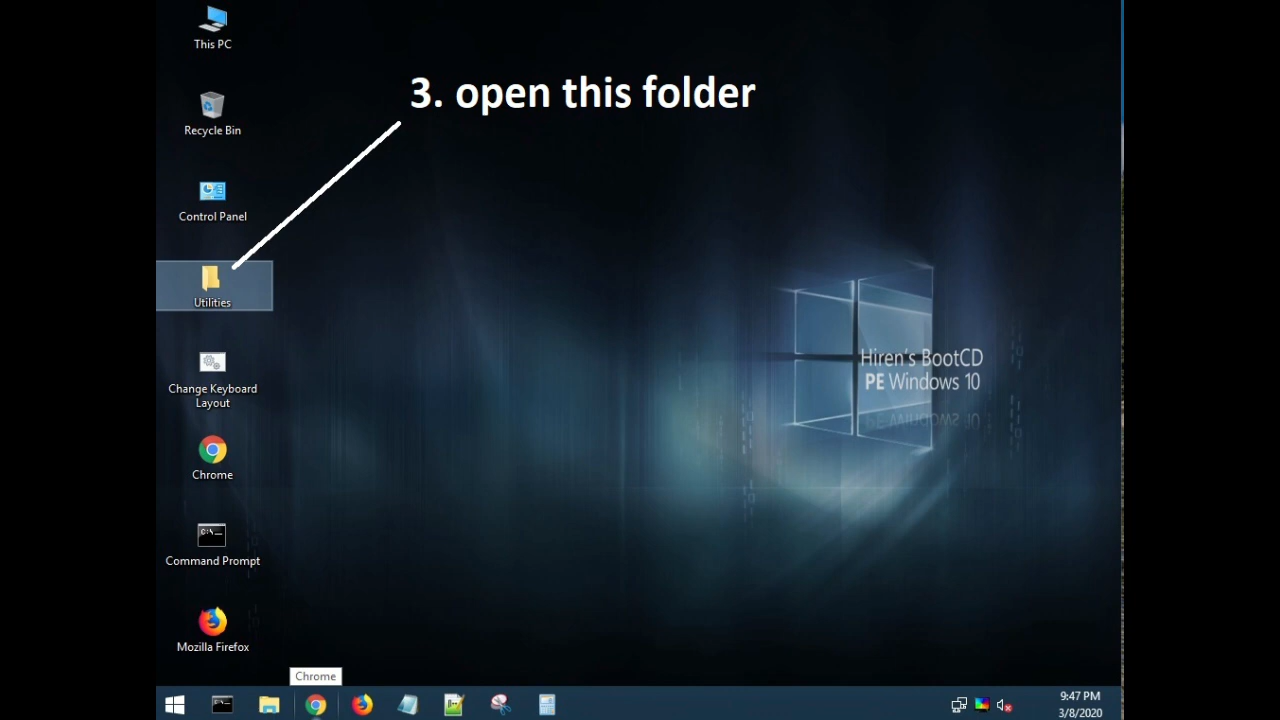 This PC
3. open this folder
Recycle Bin
Control Panel
Utilities
Hiren's BootCD
PE Windows 10
Change Keyboard
Layout
Chrome
C:\
Command Prompt
Mozilla Firefox
Chrome
9:47 PM
3/8/2020